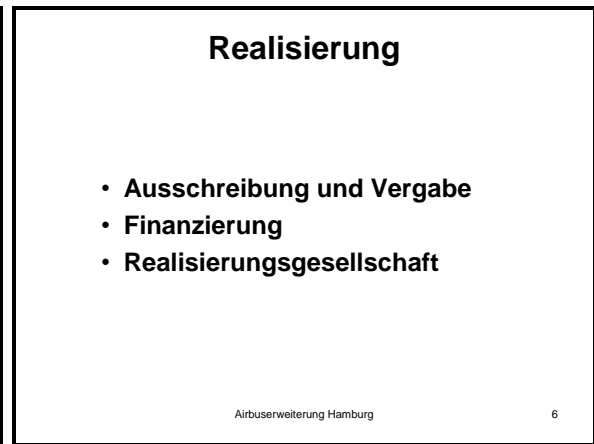 Realisierung
• Ausschreibung und Vergabe
• Finanzierung
• Realisierungsgesellschaft
Airbuserweiterung Hamburg 6